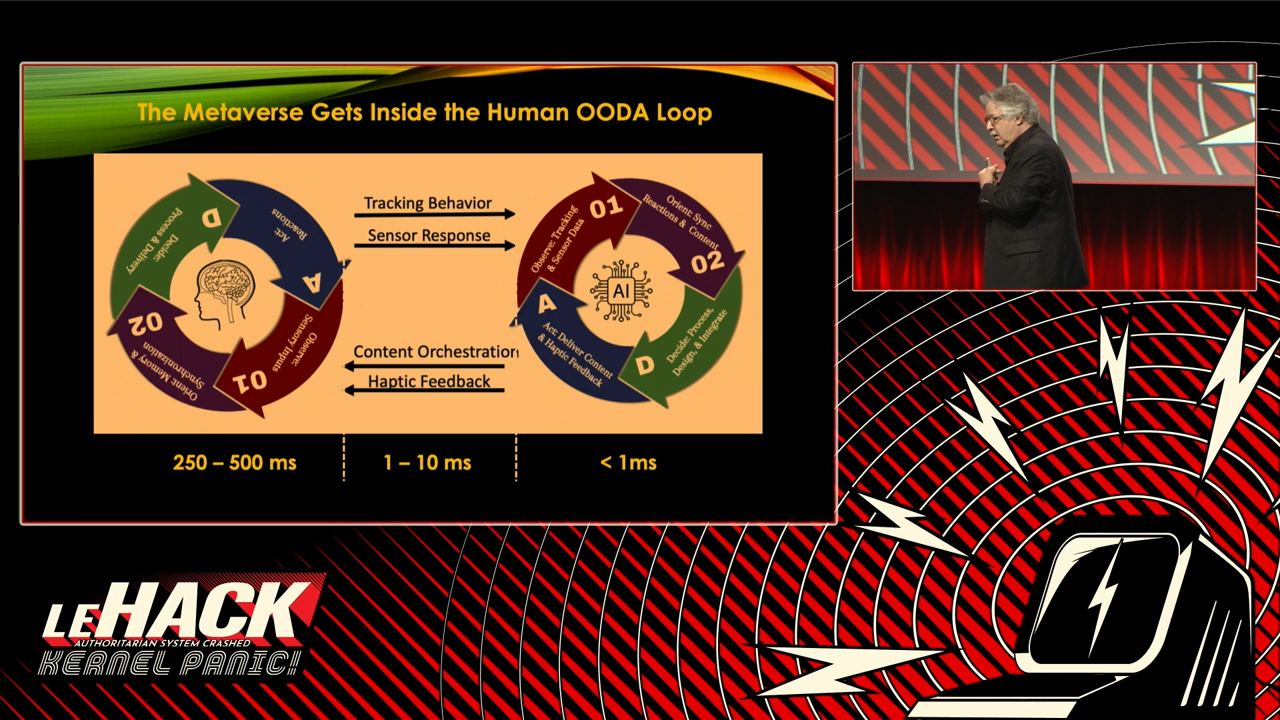 The Metaverse Gets Inside the Human OODA Loop
D
Decide:
Process & Delivery
A
Act:
Reactions
02
Orient Memory &
Synchronization
01
Observe:
Sensory Inputs
Tracking Behavior
Sensor Response
Content Orchestration
Haptic Feedback
01
Observe: Tracking
& Sensor Data
02
Orient: Sync
Reactions & Content
AI
A
Act: Deliver Content
& Haptic Feedback
D
Decide: Process,
Design, & Integrate
250 – 500 ms
1 – 10 ms
< 1ms
LEHACK
AUTHORITARIAN SYSTEM CRASHED
KERNEL PANIC!